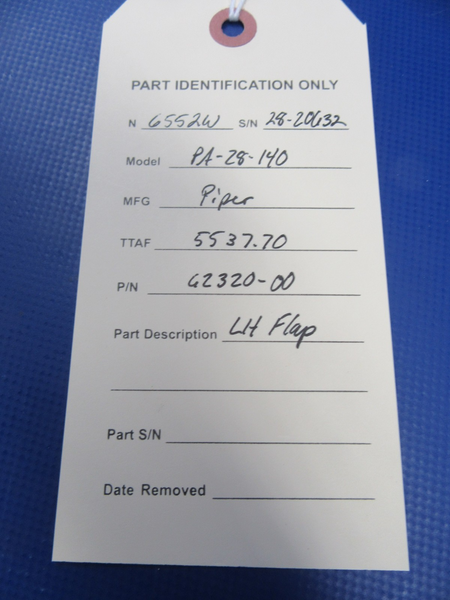 PART IDENTIFICATION ONLY
N 6552W S/N 28-20632
Model PA-28-140
MFG Piper
TTAF 5537.70
P/N 62320-00
Part Description LH Flap
Part S/N
Date Removed